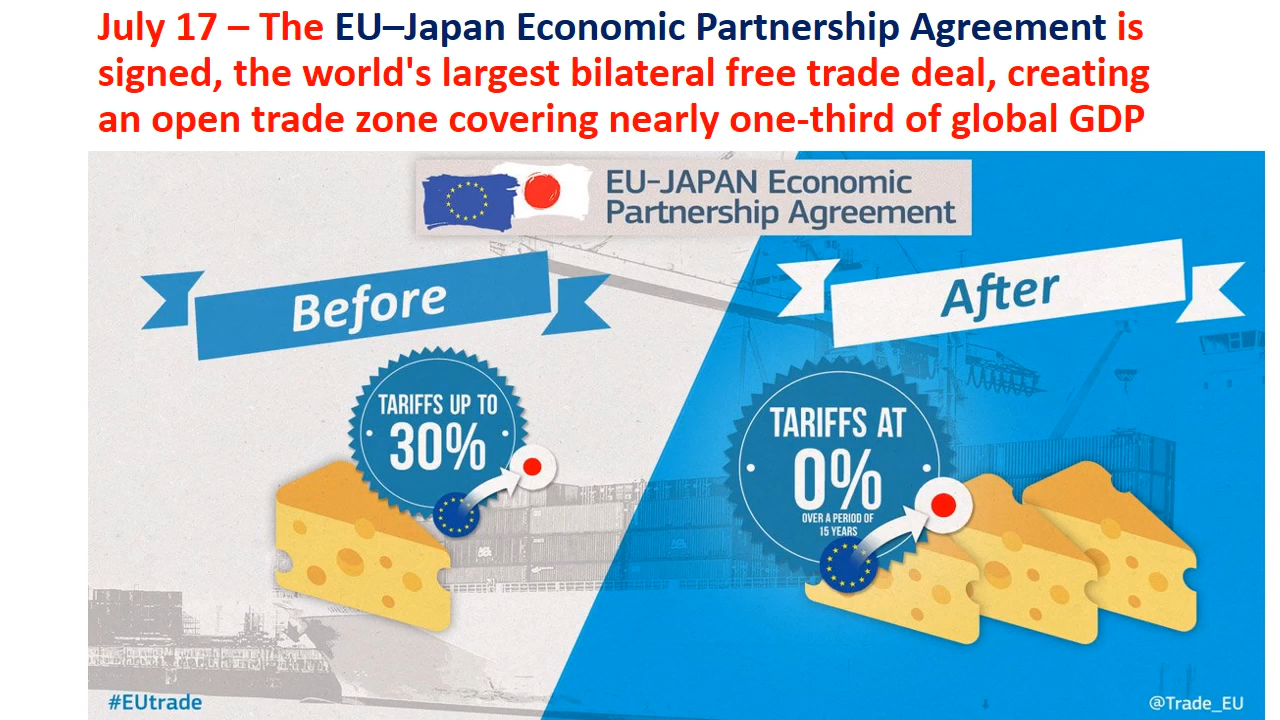 July 17 – The EU–Japan Economic Partnership Agreement is
signed, the world's largest bilateral free trade deal, creating
an open trade zone covering nearly one-third of global GDP
EU-JAPAN Economic
Partnership Agreement
Before
After
TARIFFS UP TO
30%
TARIFFS AT
0%
OVER A PERIOD OF
15 YEARS
#EUtrade
@Trade_EU